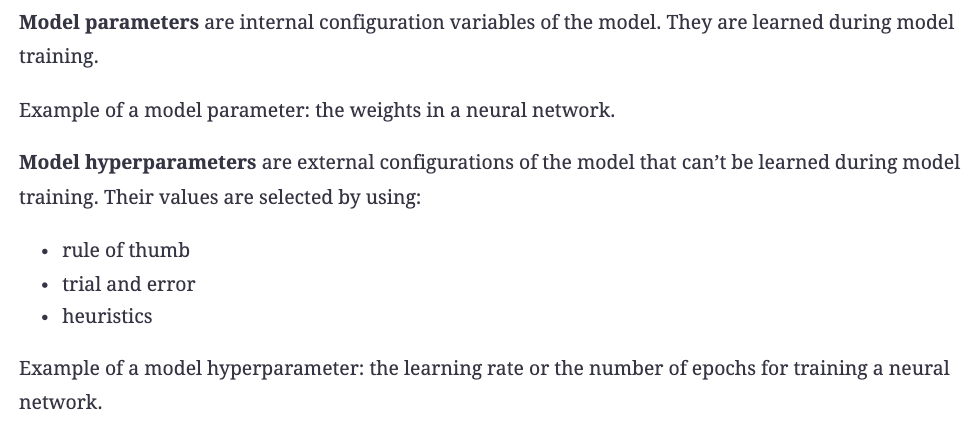 Model parameters are internal configuration variables of the model. They are learned during model
training.
Example of a model parameter: the weights in a neural network.
Model hyperparameters are external configurations of the model that can’t be learned during model
training. Their values are selected by using:
• rule of thumb
• trial and error
• heuristics
Example of a model hyperparameter: the learning rate or the number of epochs for training a neural
network.